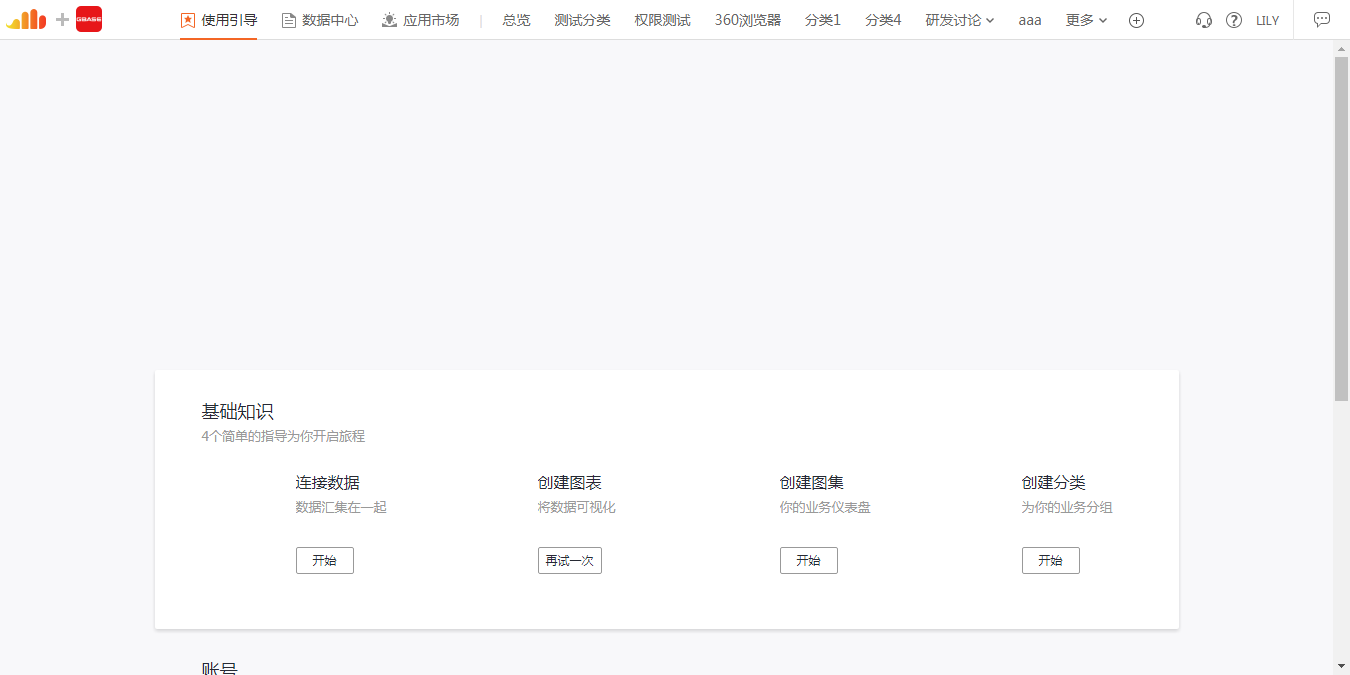 GBASE
使用引导 数据中心 应用市场 | 总览 测试分类 权限测试 360浏览器 分类1 分类4 研发讨论 aaa 更多 LILY
基础知识
4个简单的指导为你开启旅程
连接数据 创建图表 创建图集 创建分类
数据汇集在一起 将数据可视化 你的业务仪表盘 为你的业务分组
开始 再试一次 开始 开始
账号